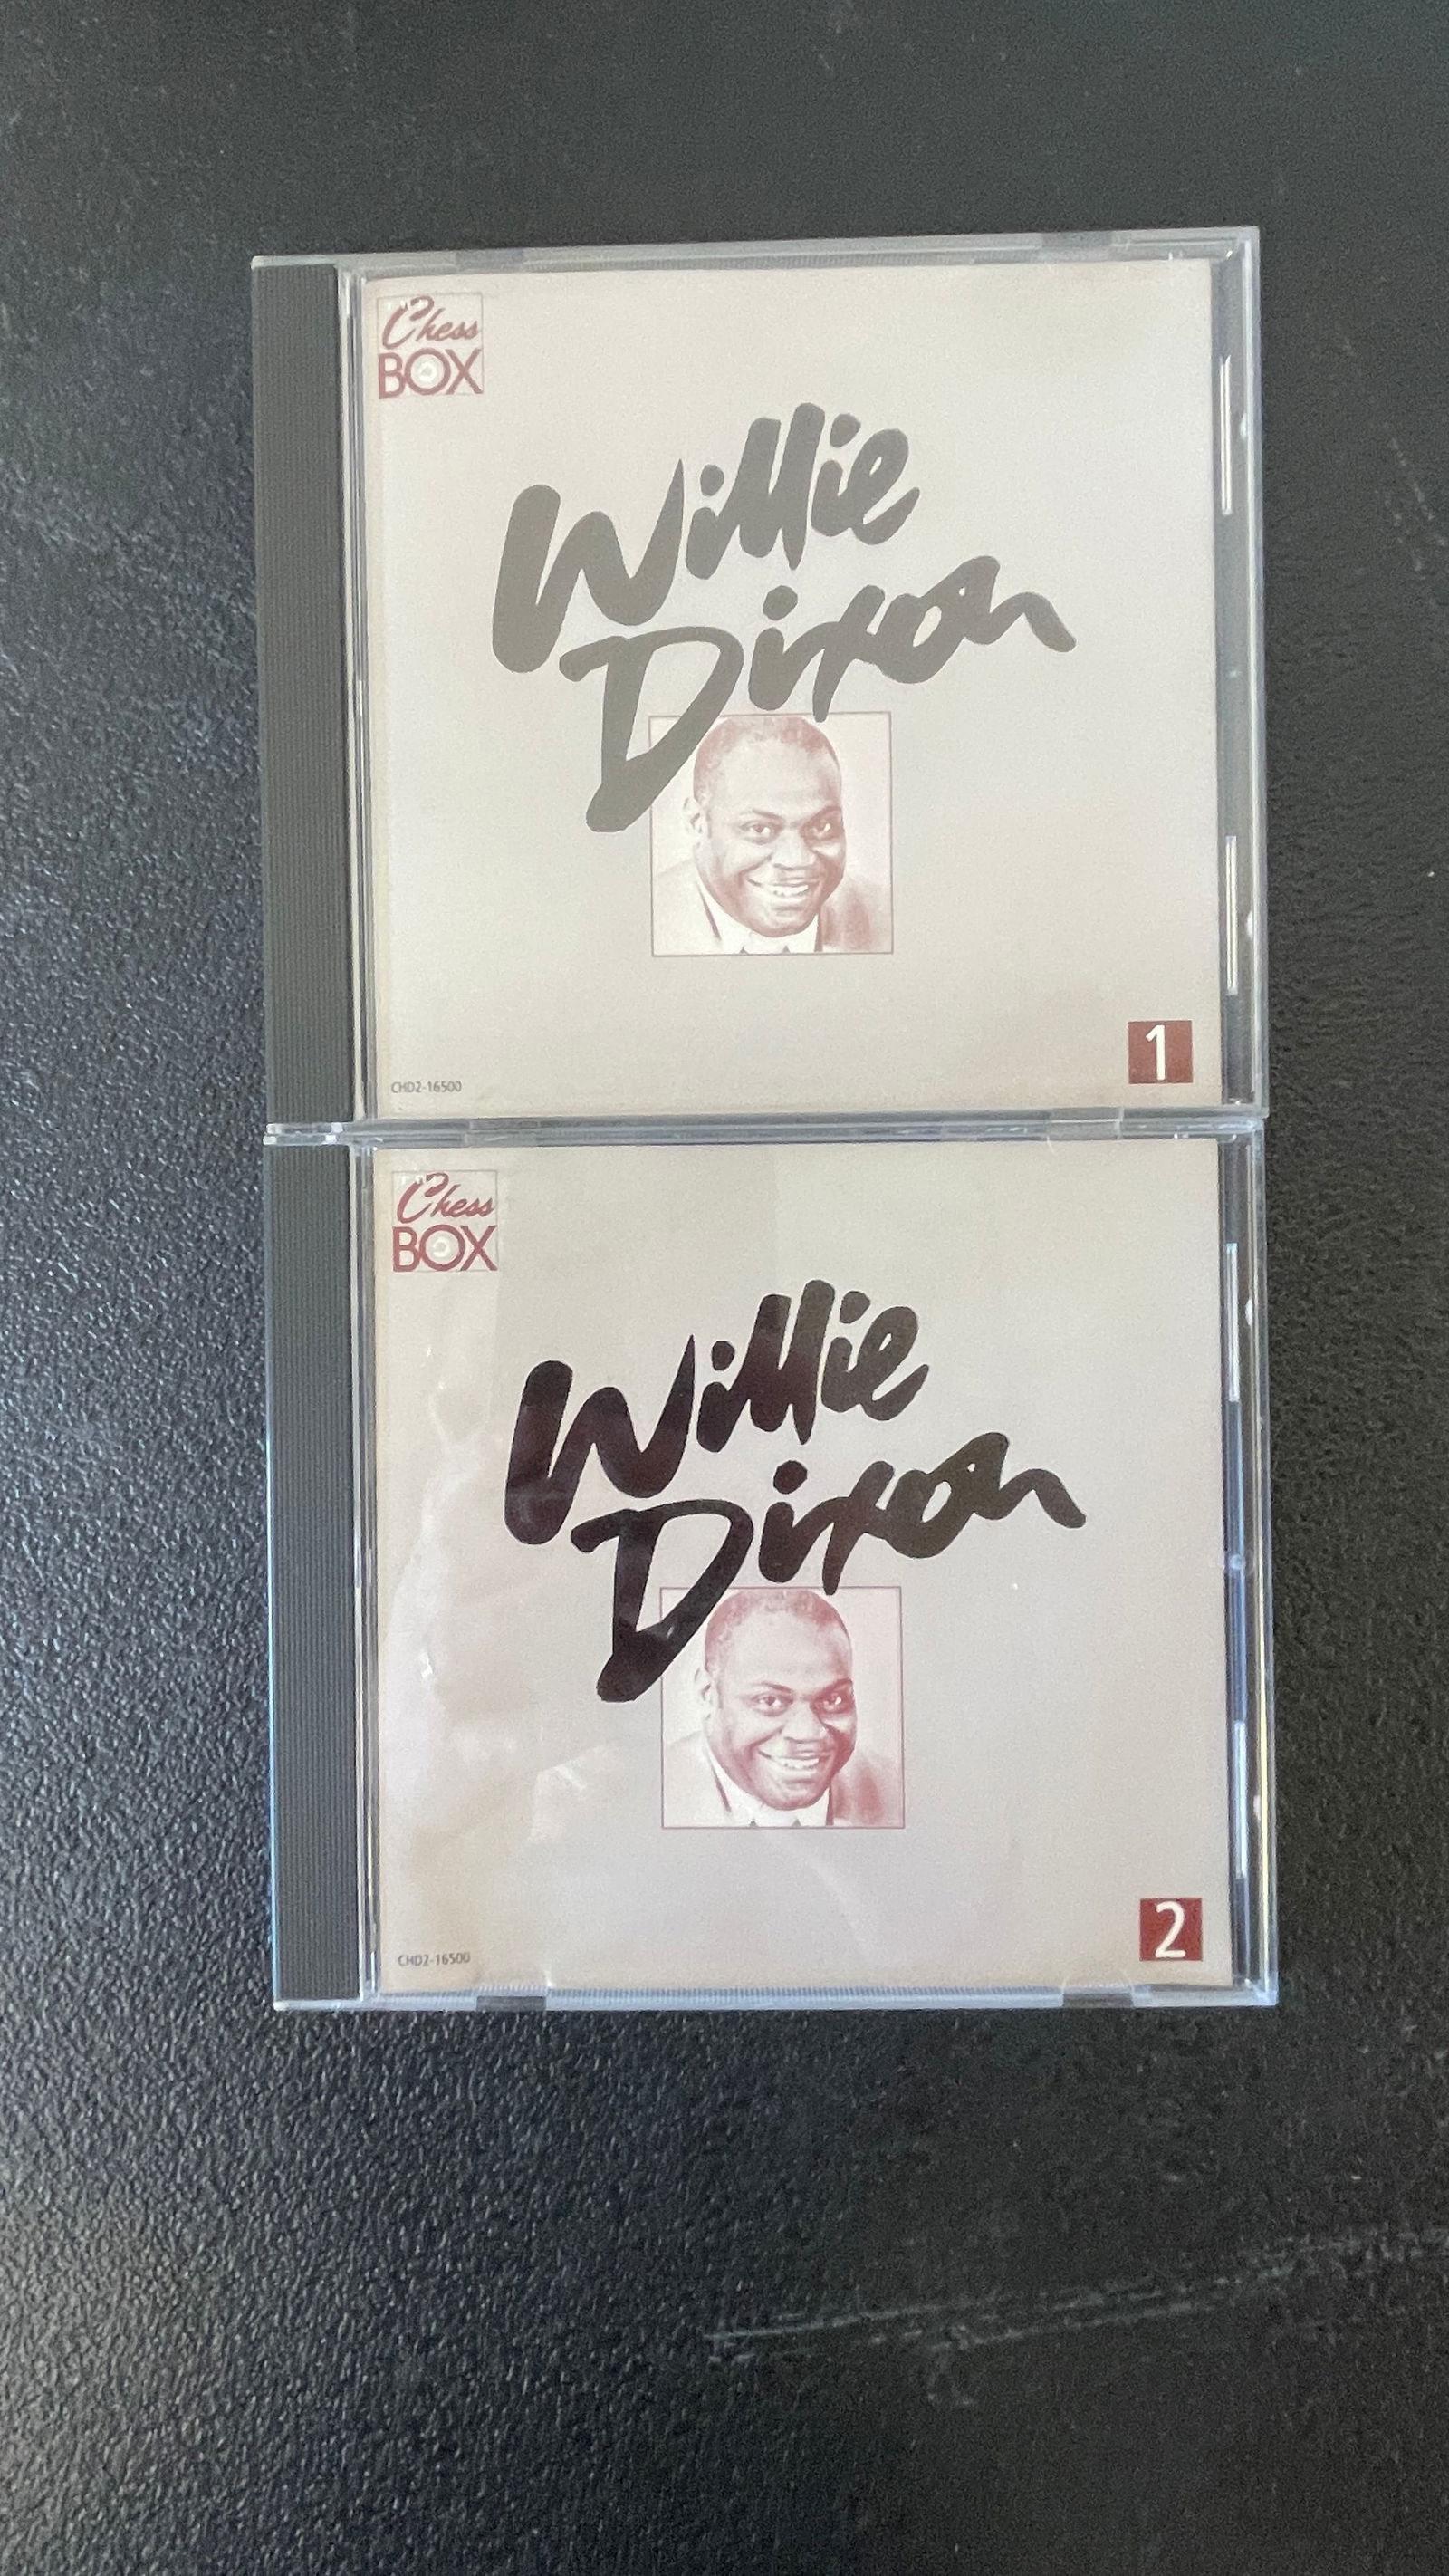 Chess
BOX
Willie
Dixon
1
CHD2-16500
Chess
BOX
Willie
Dixon
2
CHD2-16500